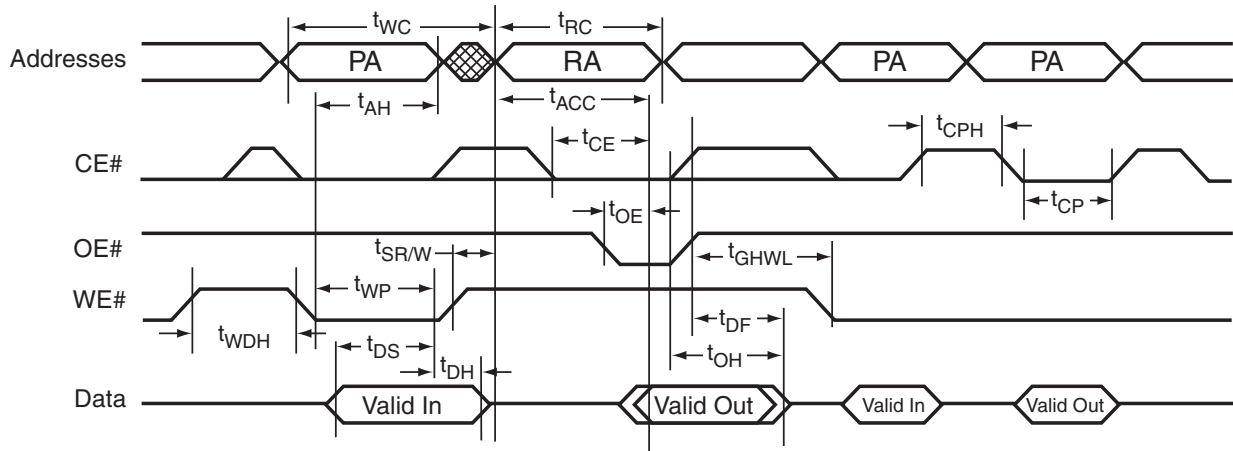 tWC
tRC
Addresses
PA
RA
PA
PA
tAH
tACC
tCE
tCPH
CE#
tOE
tCP
OE#
tSR/W
tGHWL
WE#
tWP
tWDH
tDS
tDF
tDH
tOH
Data
Valid In
Valid Out
Valid In
Valid Out